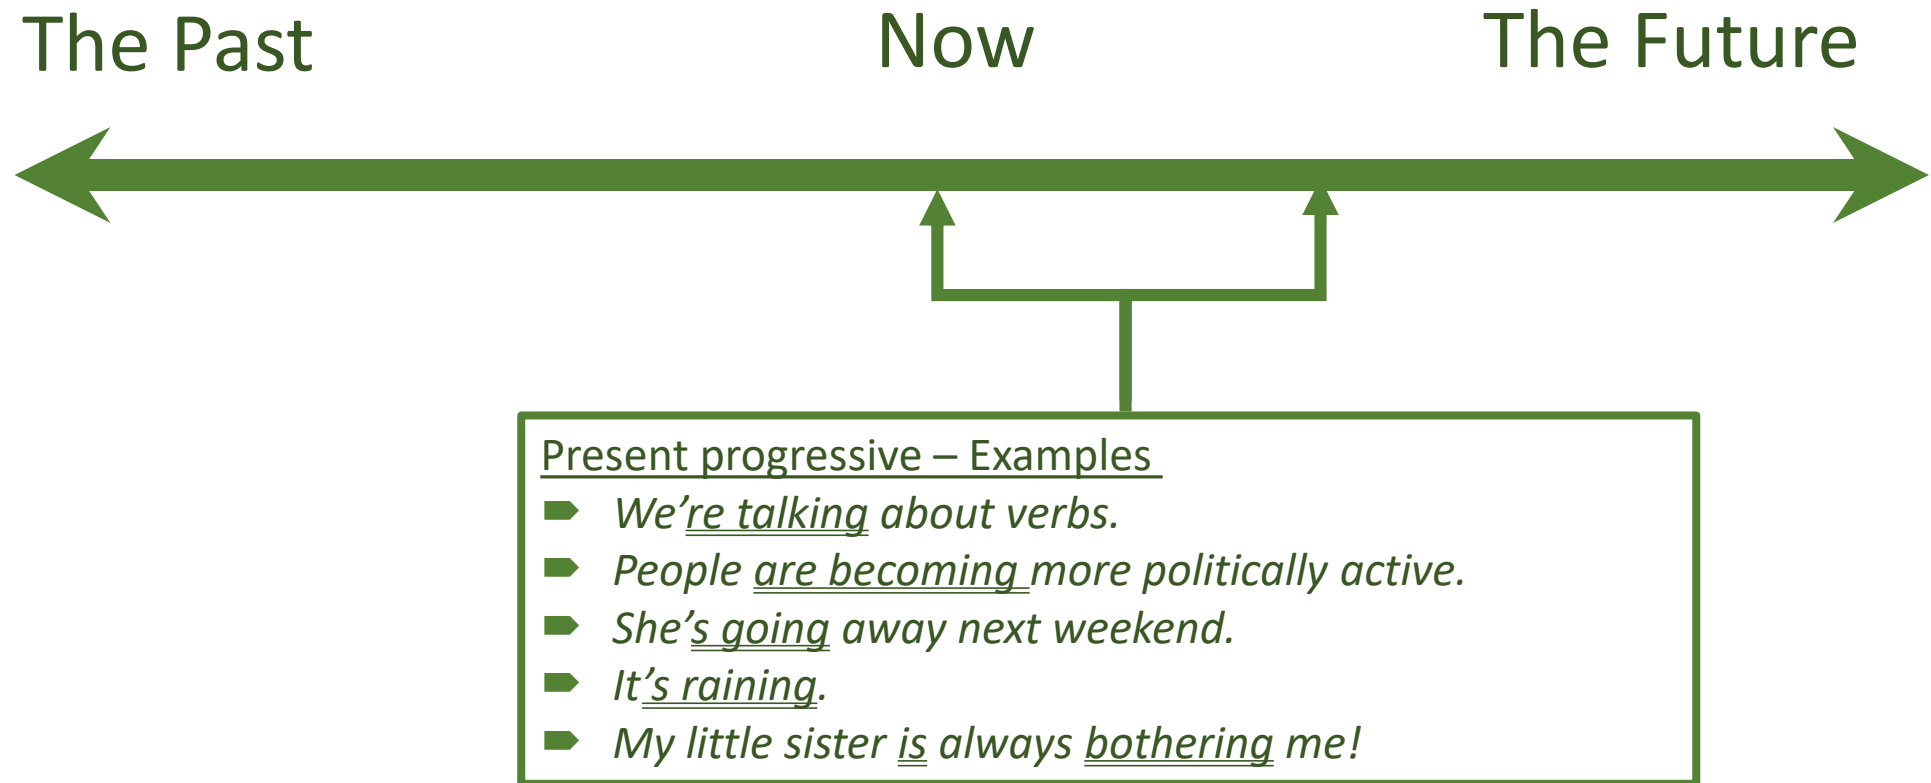 The Past Now The Future
Present progressive – Examples
We’re talking about verbs.
People are becoming more politically active.
She’s going away next weekend.
It’s raining.
My little sister is always bothering me!